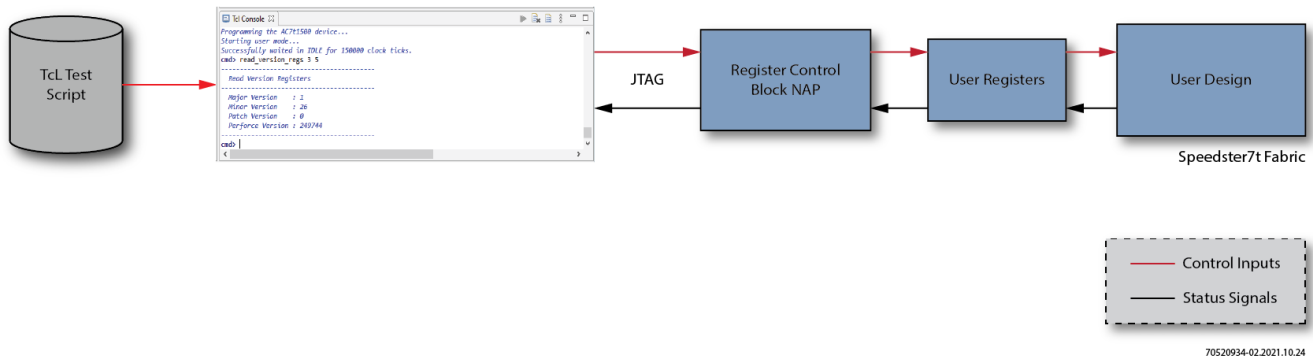 TcL Test
Script
Tcl Console
Programming the AC7t1500 device...
Starting user mode...
Successfully waited in IDLE for 150000 clock ticks.
cmd> read_version_regs 3 5
Read Version Registers
Major Version : 1
Minor Version : 26
Patch Version : 0
Perforce Version : 249744
cmd>
JTAG
Register Control
Block NAP
User Registers
User Design
Speedster7t Fabric
Control Inputs
Status Signals
70520934-02.2021.10.24